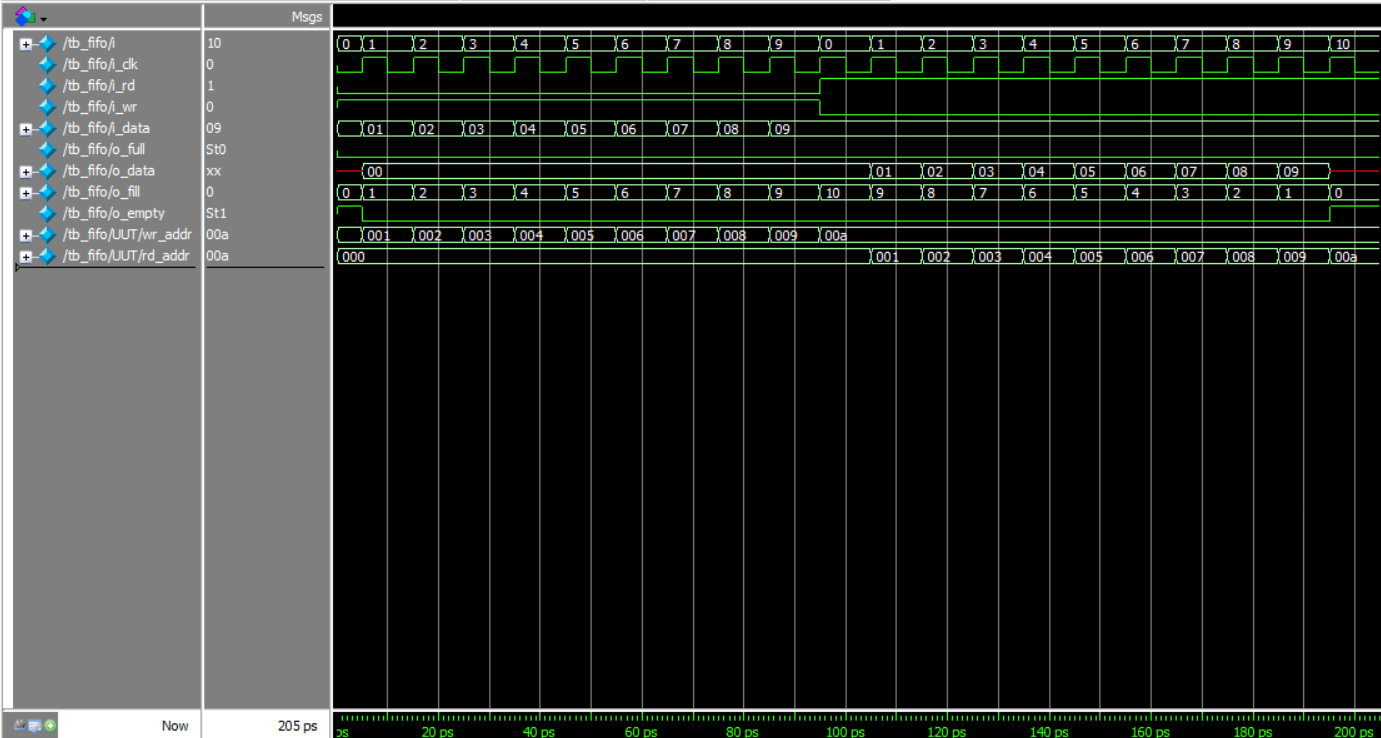 Msgs
/tb_fifo/i 10 0 1 2 3 4 5 6 7 8 9 0 1 2 3 4 5 6 7 8 9 10
/tb_fifo/i_clk 0
/tb_fifo/i_rd 1
/tb_fifo/i_wr 0
/tb_fifo/i_data 09 01 02 03 04 05 06 07 08 09
/tb_fifo/o_full St0
/tb_fifo/o_data xx 00 01 02 03 04 05 06 07 08 09
/tb_fifo/o_fill 0 0 1 2 3 4 5 6 7 8 9 10 9 8 7 6 5 4 3 2 1 0
/tb_fifo/o_empty St1
/tb_fifo/UUT/wr_addr 00a 001 002 003 004 005 006 007 008 009 00a
/tb_fifo/UUT/rd_addr 00a 000 001 002 003 004 005 006 007 008 009 00a
Now 205 ps ps 20 ps 40 ps 60 ps 80 ps 100 ps 120 ps 140 ps 160 ps 180 ps 200 ps